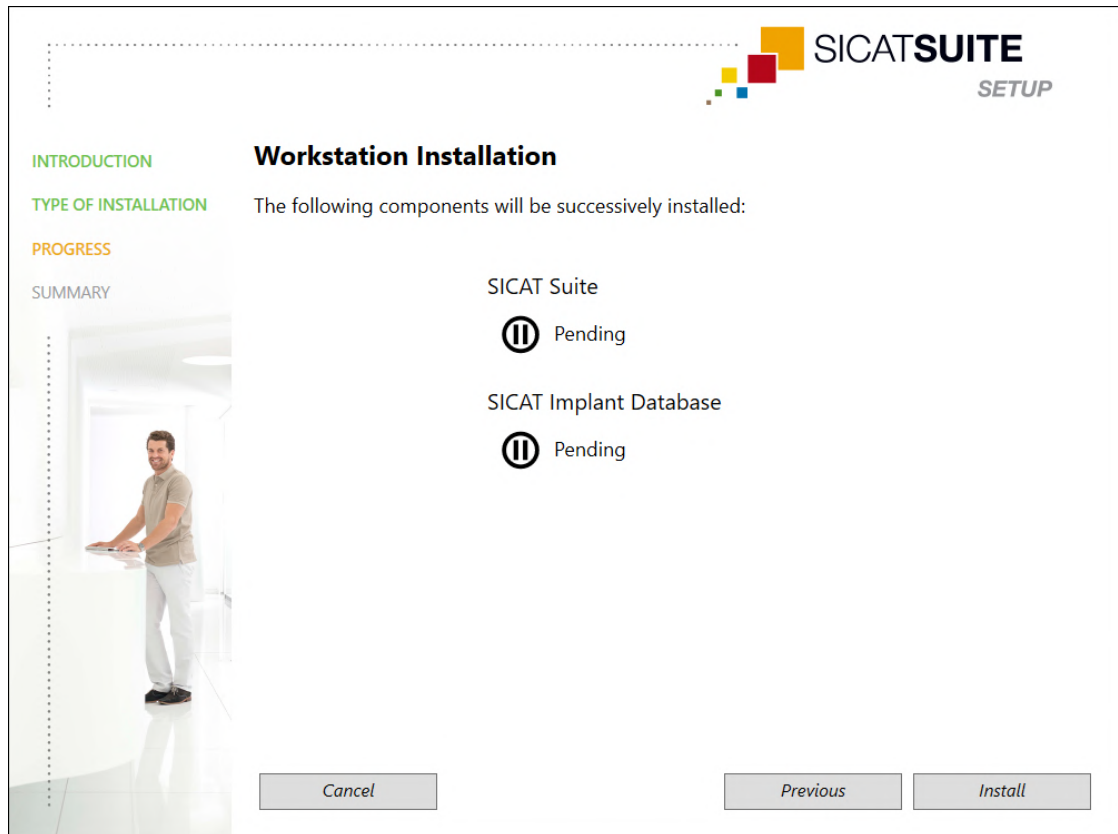 SICATSUITE
SETUP
INTRODUCTION
TYPE OF INSTALLATION
PROGRESS
SUMMARY
Workstation Installation
The following components will be successively installed:
SICAT Suite
Pending
SICAT Implant Database
Pending
Cancel
Previous
Install